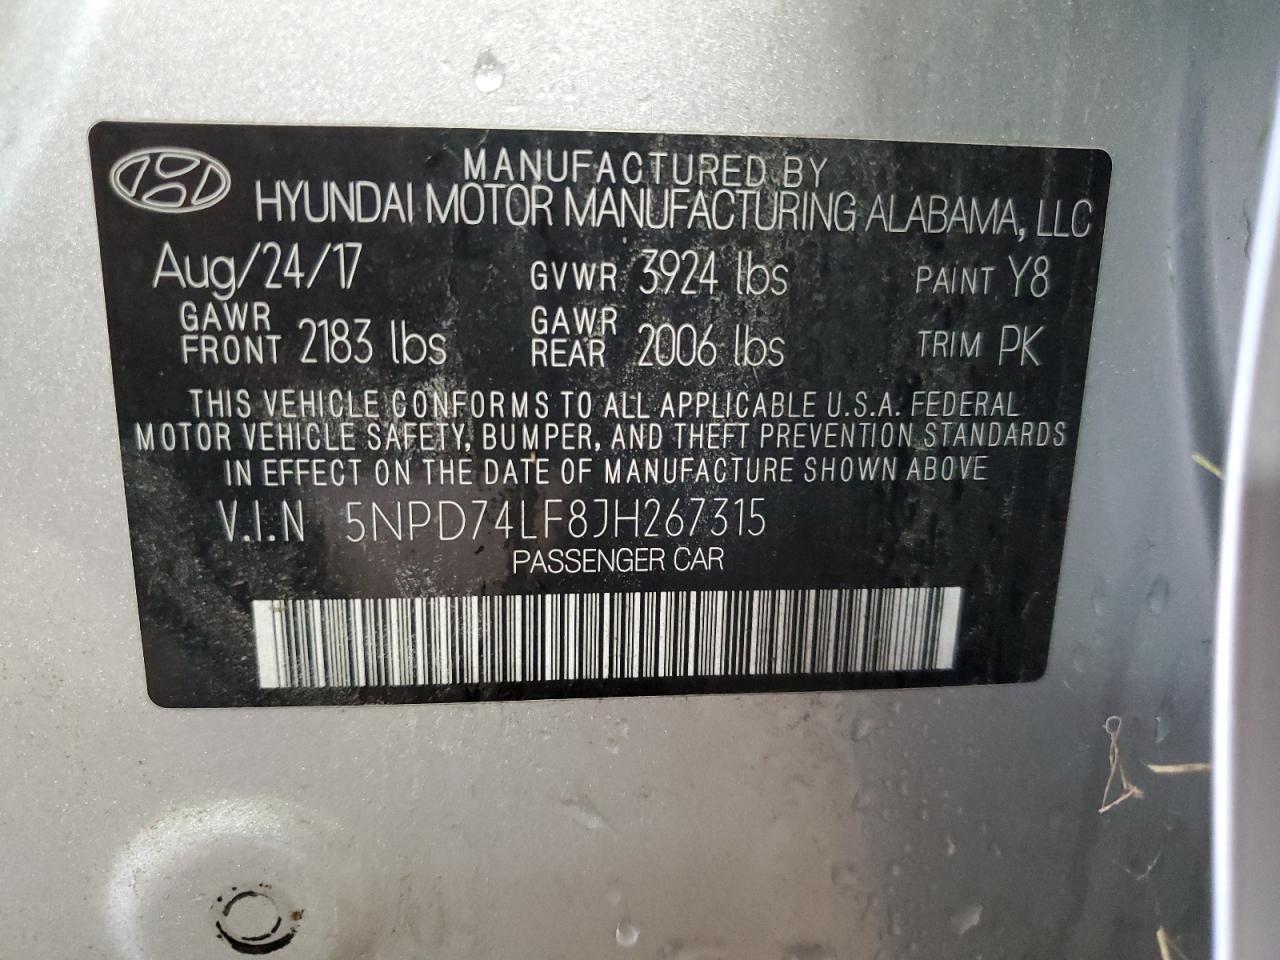 MANUFACTURED BY
HYUNDAI MOTOR MANUFACTURING ALABAMA, LLC
Aug/24/17 GVWR 3924 lbs PAINT Y8
GAWR FRONT 2183 lbs GAWR REAR 2006 lbs TRIM PK
THIS VEHICLE CONFORMS TO ALL APPLICABLE U.S.A. FEDERAL
MOTOR VEHICLE SAFETY, BUMPER, AND THEFT PREVENTION STANDARDS
IN EFFECT ON THE DATE OF MANUFACTURE SHOWN ABOVE
V.I.N 5NPD74LF8JH267315
PASSENGER CAR